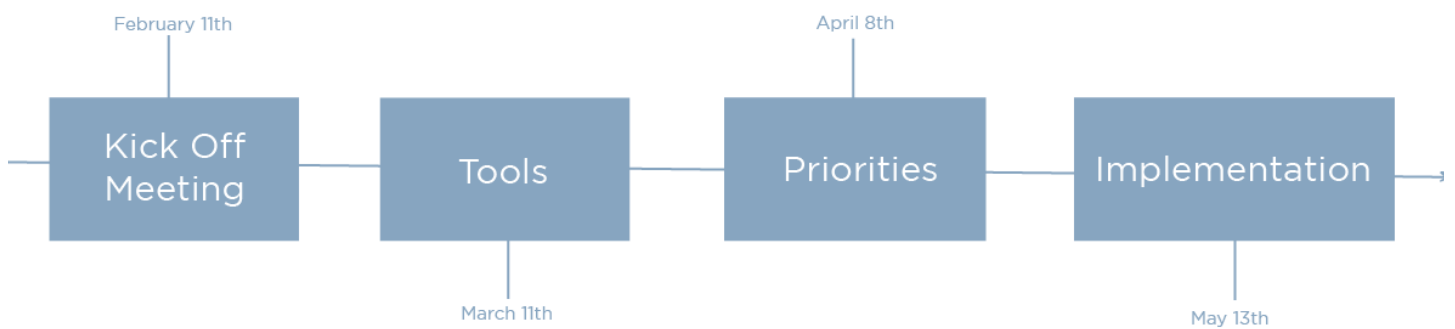 February 11th
April 8th
Kick Off
Meeting
Tools
Priorities
Implementation
March 11th
May 13th